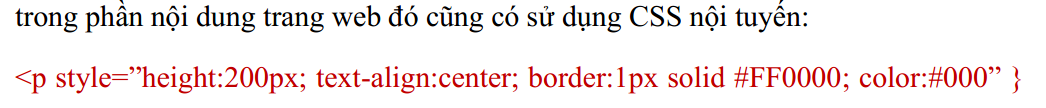 trong phần nội dung trang web đó cũng có sử dụng CSS nội tuyến:
<p style=”height:200px; text-align:center; border:1px solid #FF0000; color:#000” }